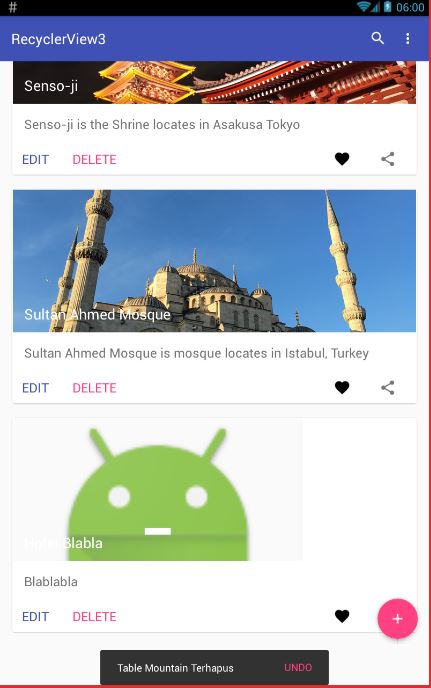 # 06:00
RecyclerView3
Senso-ji
Senso-ji is the Shrine locates in Asakusa Tokyo
EDIT DELETE
Sultan Ahmed Mosque
Sultan Ahmed Mosque is mosque locates in Istabul, Turkey
EDIT DELETE
Blabla
Blablabla
EDIT DELETE
+
Table Mountain Terhapus UNDO